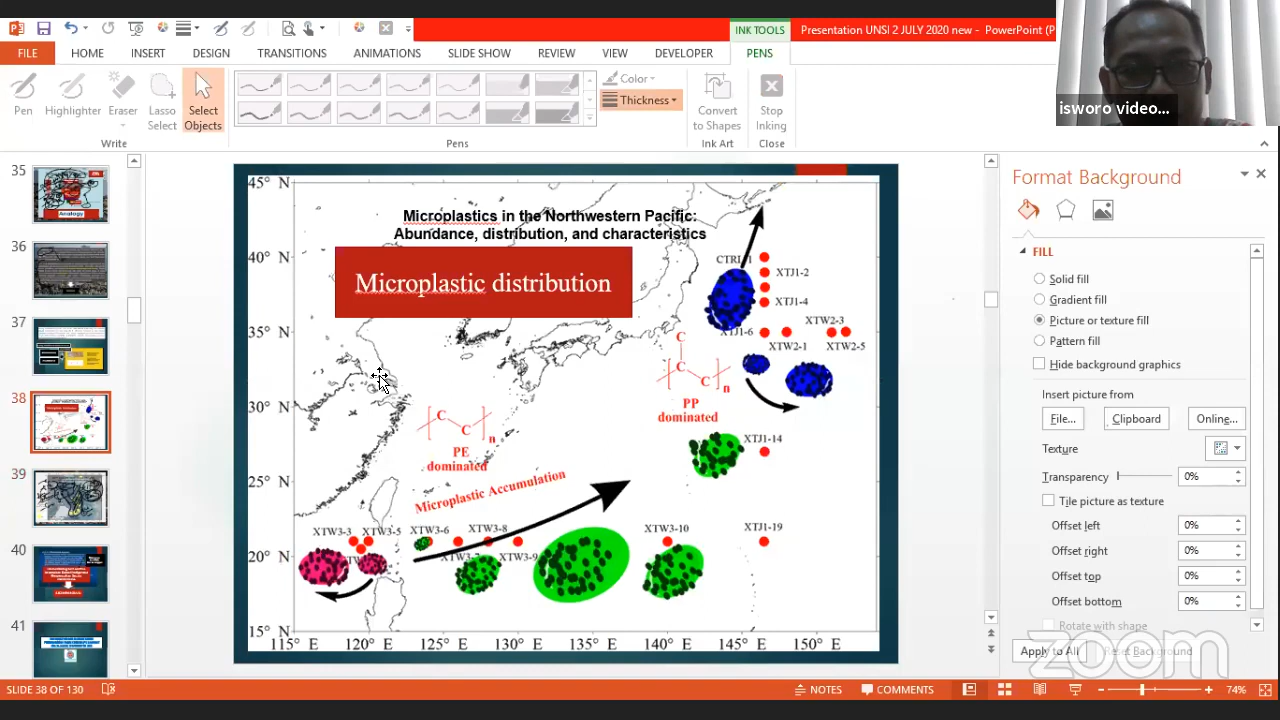 INK TOOLS
Presentation UNSI 2 JULY 2020 new - PowerPoint (P
FILE
HOME
INSERT
DESIGN
TRANSITIONS
ANIMATIONS
SLIDE SHOW
REVIEW
VIEW
DEVELOPER
PENS
isworo video...
Pen
Highlighter
Eraser
Lasso
Select
Select
Objects
Color
Thickness
Convert
to Shapes
Stop
Inking
Write
Pens
Ink Art
Close
35
Analogy
36
37
38
39
40
41
45° N
40° N
35° N
30° N
25° N
20° N
15° N
Microplastics in the Northwestern Pacific:
Abundance, distribution, and characteristics
Microplastic distribution
CTRL-1
XTJ1-2
XTJ1-4
XTJ1-6
XTW2-3
XTW2-1
XTW2-5
C
C
C
n
PP
dominated
C
C
n
PE
dominated
XTJ1-14
Microplastic Accumulation
XTW3-3
XTW3-5
XTW3-6
XTW3-8
XTW3-9
XTW3-10
XTJ1-19
115° E
120° E
125° E
130° E
135° E
140° E
145° E
150° E
Format Background
FILL
Solid fill
Gradient fill
Picture or texture fill
Pattern fill
Hide background graphics
Insert picture from
File...
Clipboard
Online...
Texture
Transparency
0%
Tile picture as texture
Offset left
0%
Offset right
0%
Offset top
0%
Offset bottom
0%
Rotate with shape
Apply to All
Reset Background
zoom
SLIDE 38 OF 130
NOTES
COMMENTS
74%